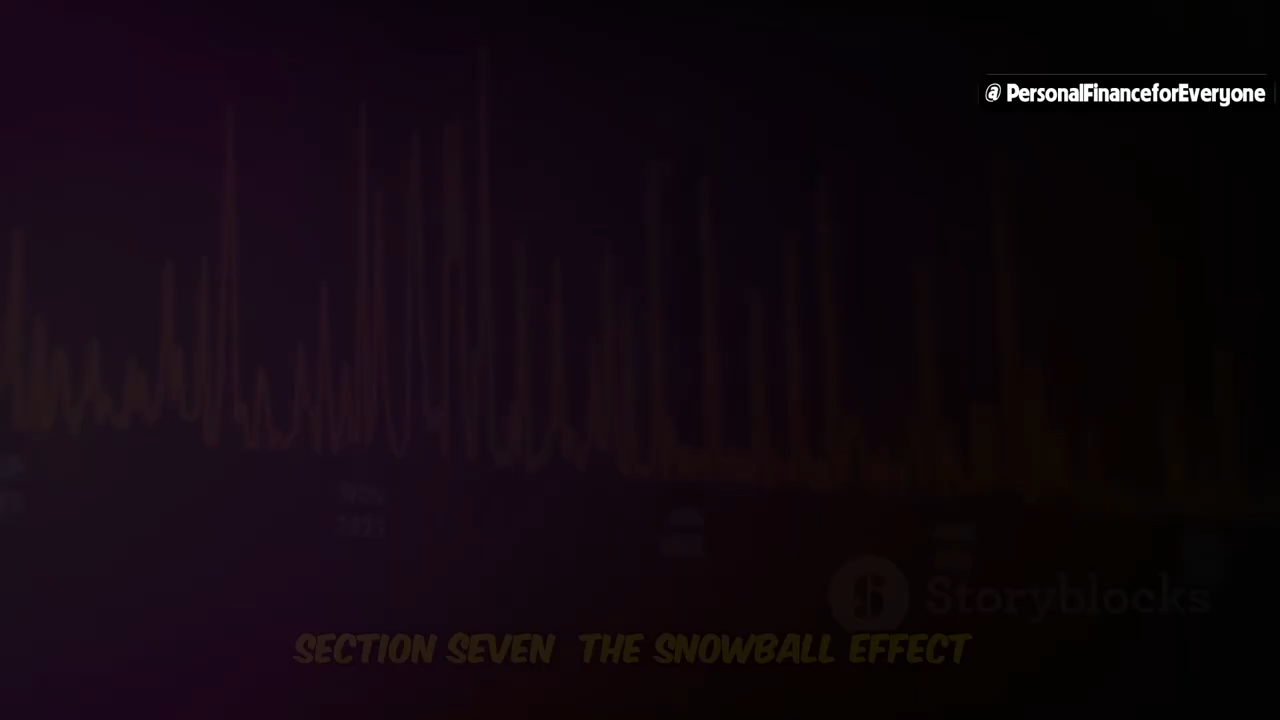 @ PersonalFinanceforEveryone
Storyblocks
SECTION SEVEN THE SNOWBALL EFFECT